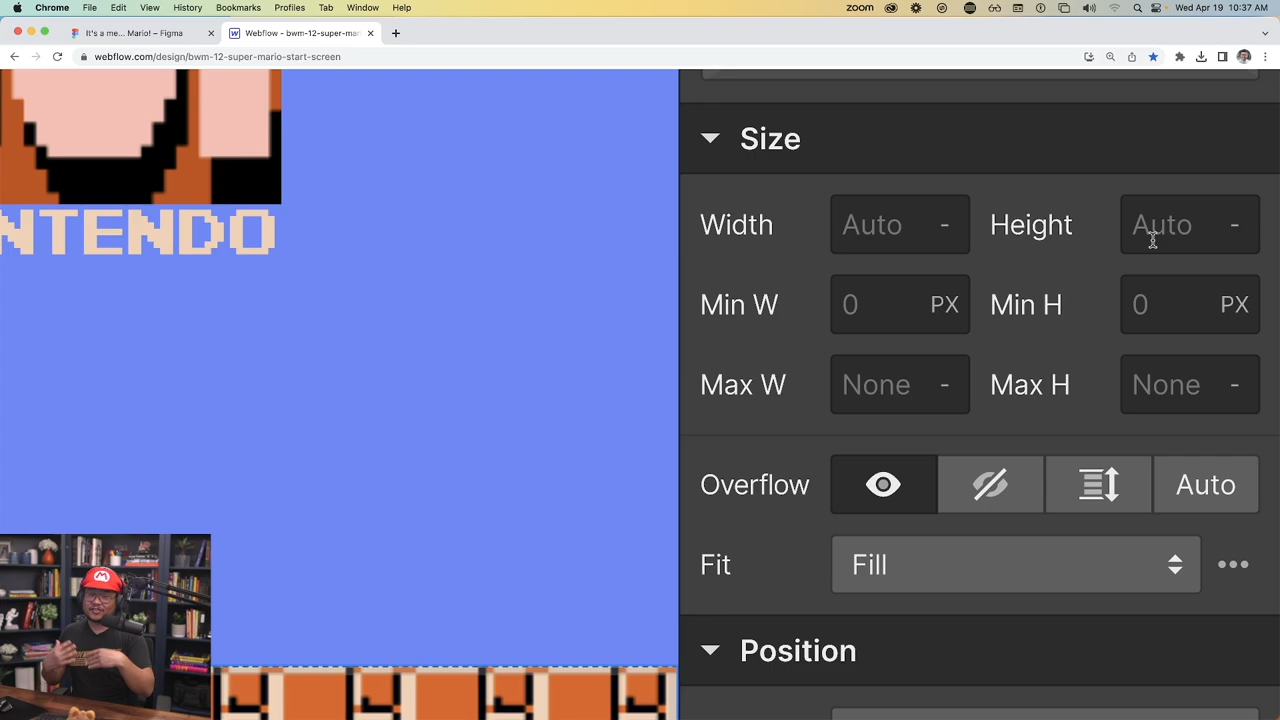 Chrome File Edit View History Bookmarks Profiles Tab Window Help zoom Wed Apr 19 10:37 AM
It's a me... Mario! – Figma Webflow - bwm-12-super-mar
webflow.com/design/bwm-12-super-mario-start-screen
Size
Width Auto - Height Auto -
Min W 0 PX Min H 0 PX
Max W None - Max H None -
Overflow Auto
Fit Fill
Position
NTENDO